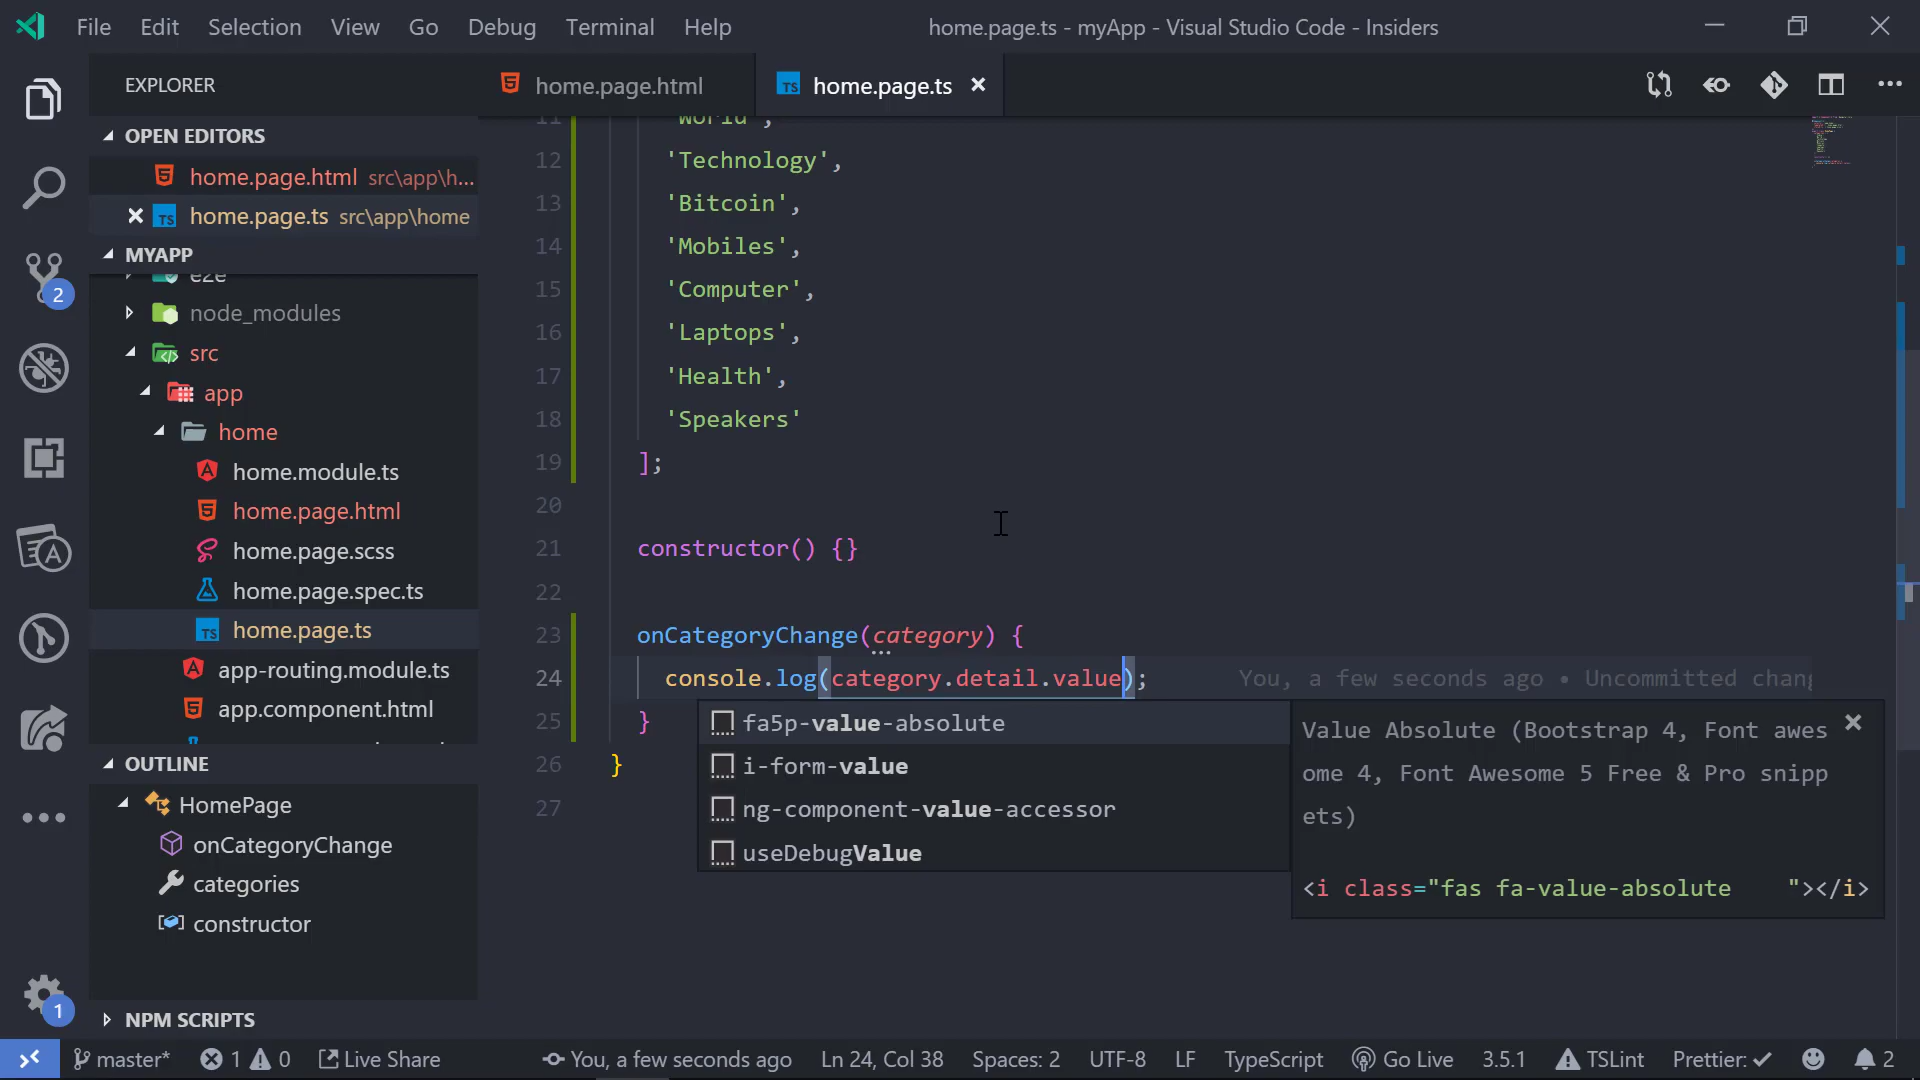 File Edit Selection View Go Debug Terminal Help
home.page.ts - myApp - Visual Studio Code - Insiders
EXPLORER
home.page.html
TS home.page.ts
OPEN EDITORS
home.page.html src\app\h...
TS home.page.ts src\app\home
MYAPP
e2e
node_modules
src
app
home
home.module.ts
home.page.html
home.page.scss
home.page.spec.ts
TS home.page.ts
app-routing.module.ts
app.component.html
OUTLINE
HomePage
onCategoryChange
categories
constructor
NPM SCRIPTS
2
1
11 'World',
12 'Technology',
13 'Bitcoin',
14 'Mobiles',
15 'Computer',
16 'Laptops',
17 'Health',
18 'Speakers'
19 ];
20
21 constructor() {}
22
23 onCategoryChange(category) {
24 console.log(category.detail.value); You, a few seconds ago • Uncommitted chang
25 }
26 }
27
fa5p-value-absolute
i-form-value
ng-component-value-accessor
useDebugValue
Value Absolute (Bootstrap 4, Font awes
ome 4, Font Awesome 5 Free & Pro snipp
ets)
<i class="fas fa-value-absolute    "></i>
master* 1 0 Live Share You, a few seconds ago Ln 24, Col 38 Spaces: 2 UTF-8 LF TypeScript Go Live 3.5.1 TSLint Prettier: 2